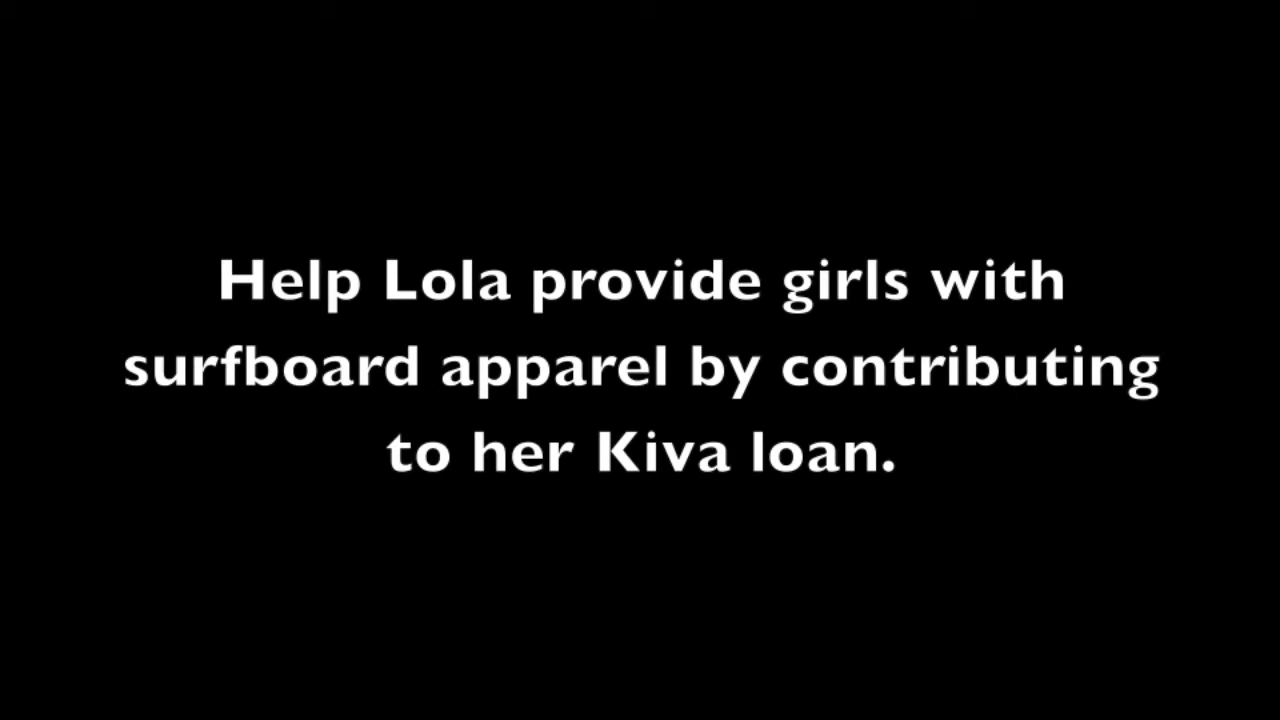 Help Lola provide girls with
surfboard apparel by contributing
to her Kiva loan.